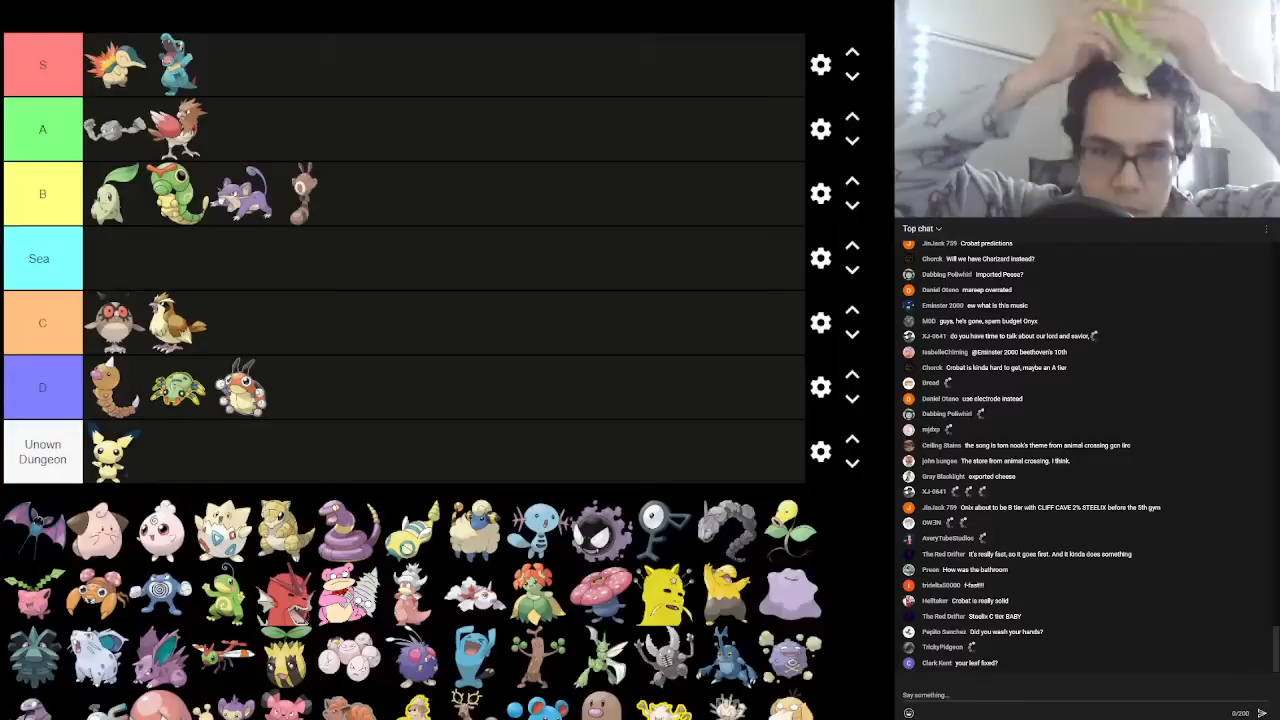 S
A
B
Sea
C
D
Unown
Dungeon
Top chat
JinJack 759 Crobat predictions
Chorck Will we have Charizard instead?
Dabbing Poliwhirl Imported Peese?
Daniel Otano mareep overrated
Eminster 2000 ew what is this music
M0D guys, he's gone, spam budget Onyx
XJ-0641 do you have time to talk about our lord and savior,
IsabelleChiming @Eminster 2000 beethoven's 10th
Chorck Crobat is kinda hard to get, maybe an A tier
Bread
Daniel Otano use electrode instead
Dabbing Poliwhirl
mjdxp
Ceiling Stains the song is tom nook's theme from animal crossing gcn iirc
john bungee The store from animal crossing. I think.
Gray Blacklight exported cheese
XJ-0641
JinJack 759 Onix about to be B tier with CLIFF CAVE 2% STEELIX before the 5th gym
OW3N
AveryTubeStudios
The Red Drifter It's really fast, so it goes first. And it kinda does something
Preen How was the bathroom
tridelta50000 f-fast!!!
Helltaker Crobat is really solid
The Red Drifter Steelix C tier BABY
Pepito Sanchez Did you wash your hands?
TrickyPidgeon
Clark Kent your leaf fixed?
Say something...
0/200